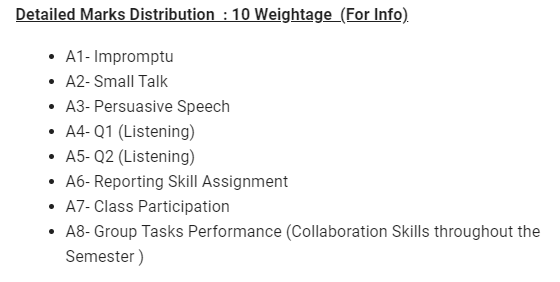 Detailed Marks Distribution : 10 Weightage (For Info)
• A1- Impromptu
• A2- Small Talk
• A3- Persuasive Speech
• A4- Q1 (Listening)
• A5- Q2 (Listening)
• A6- Reporting Skill Assignment
• A7- Class Participation
• A8- Group Tasks Performance (Collaboration Skills throughout the
Semester )